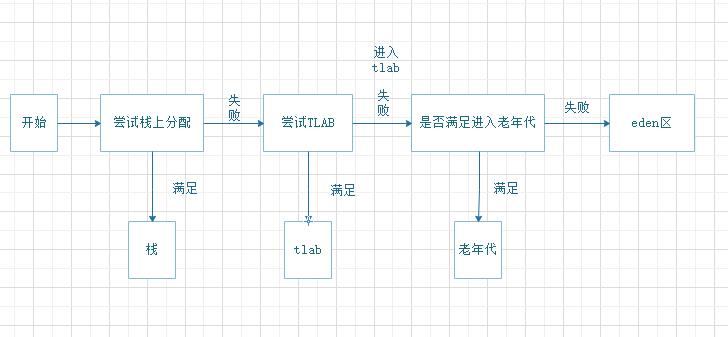 进入
tlab
开始
尝试栈上分配
失
败
尝试TLAB
失
败
是否满足进入老年代
失败
eden区
满足
满足
满足
栈
tlab
老年代